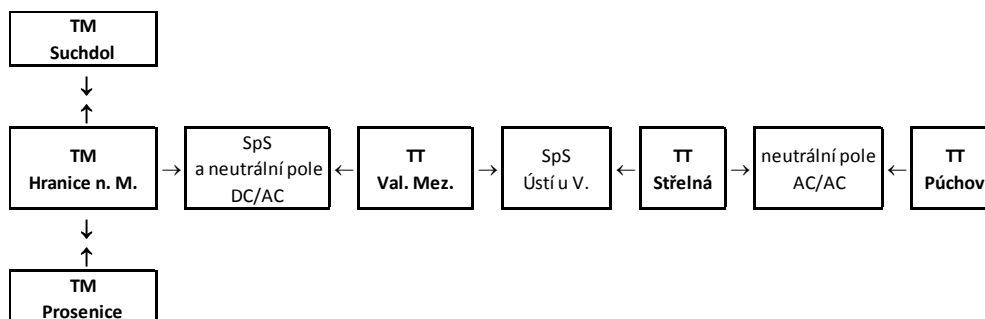 TM
Suchdol
↓
↑
TM
Hranice n. M.
→
SpS
a neutrální pole
DC/AC
←
TT
Val. Mez.
→
SpS
Ústí u V.
←
TT
Střelná
→
neutrální pole
AC/AC
←
TT
Púchov
↓
↑
TM
Prosenice